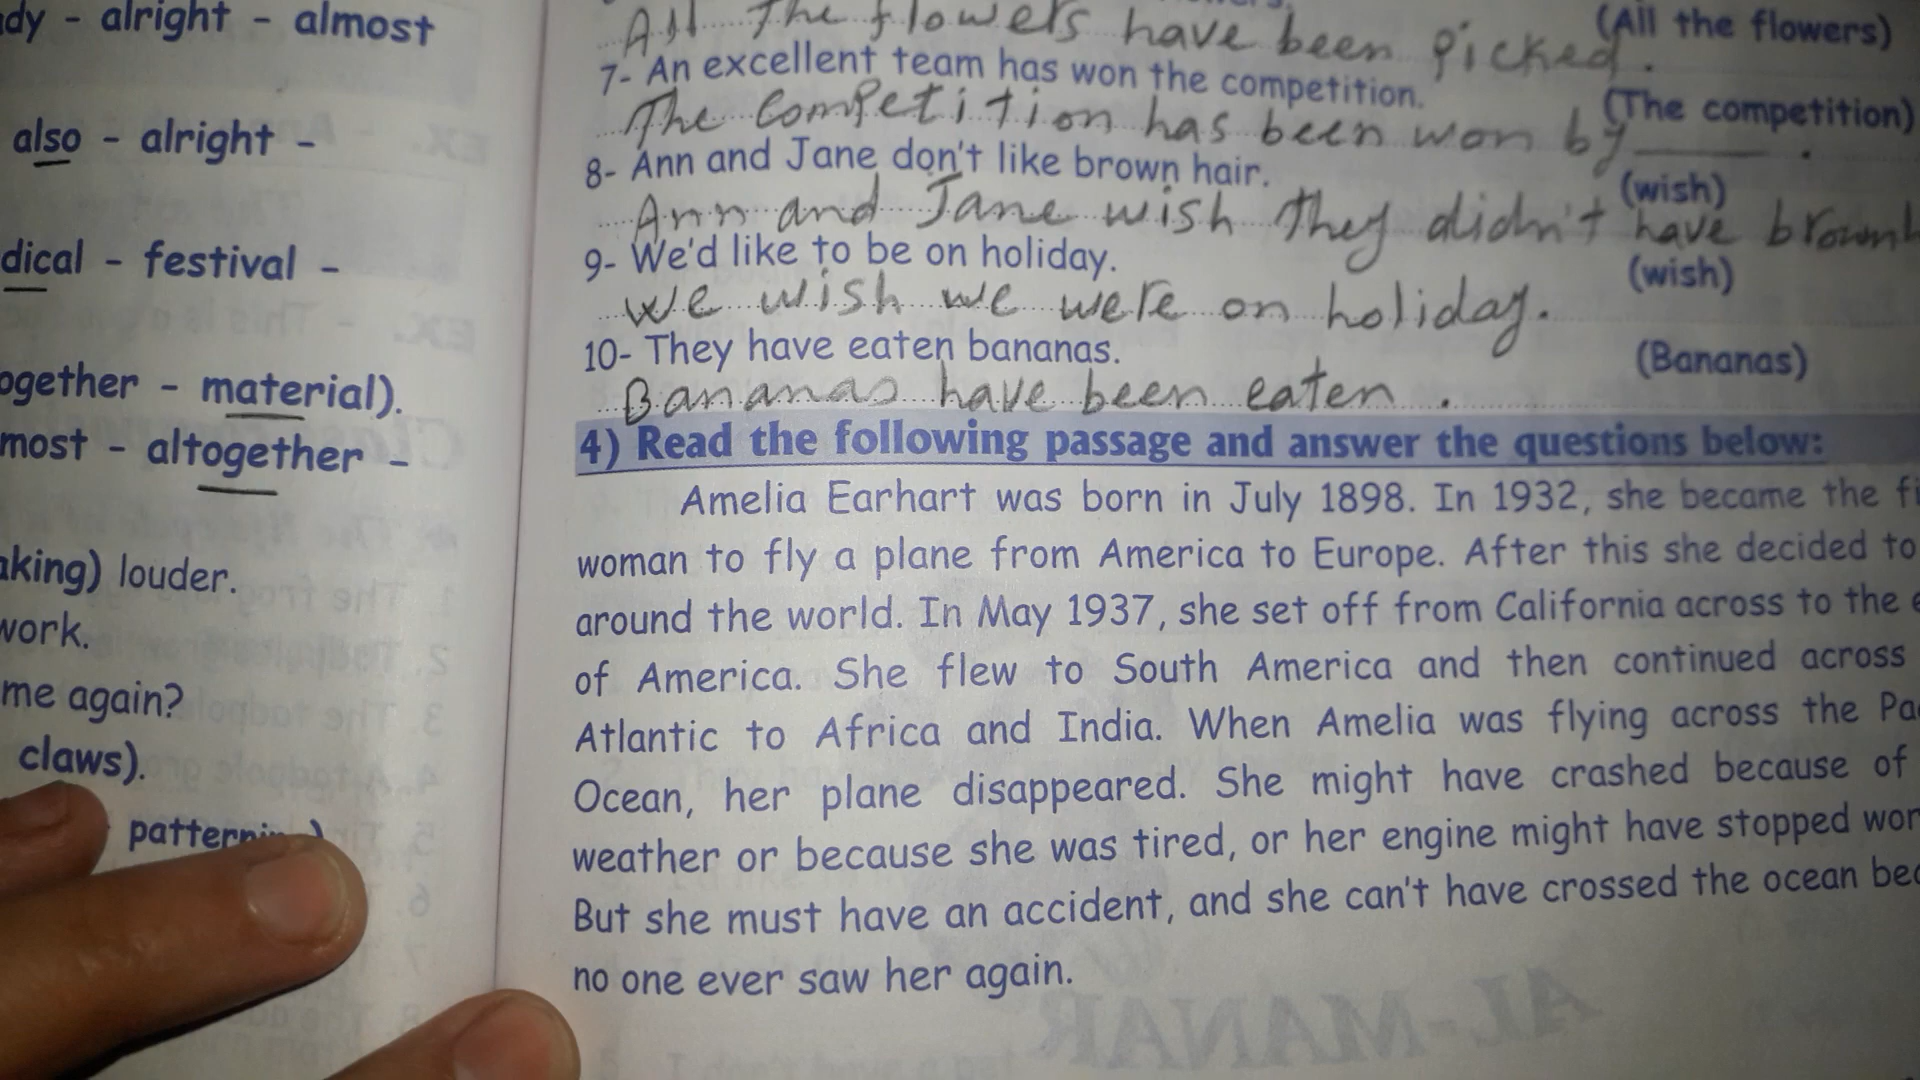 dy - alright - almost
also - alright -
dical - festival -
ogether - material).
most - altogether -
aking) louder.
work.
me again?
claws).
All the flowers have been picked.
(All the flowers)
7- An excellent team has won the competition.
(The competition)
The competition has been won by ______.
8- Ann and Jane don't like brown hair.
(wish)
Ann and Jane wish they didn't have brown h
9- We'd like to be on holiday.
(wish)
we wish we were on holiday.
10- They have eaten bananas.
(Bananas)
Bananas have been eaten.
4) Read the following passage and answer the questions below:
Amelia Earhart was born in July 1898. In 1932, she became the fi
woman to fly a plane from America to Europe. After this she decided to
around the world. In May 1937, she set off from California across to the e
of America. She flew to South America and then continued across
Atlantic to Africa and India. When Amelia was flying across the Pa
Ocean, her plane disappeared. She might have crashed because of
weather or because she was tired, or her engine might have stopped wor
But she must have an accident, and she can't have crossed the ocean bec
no one ever saw her again.